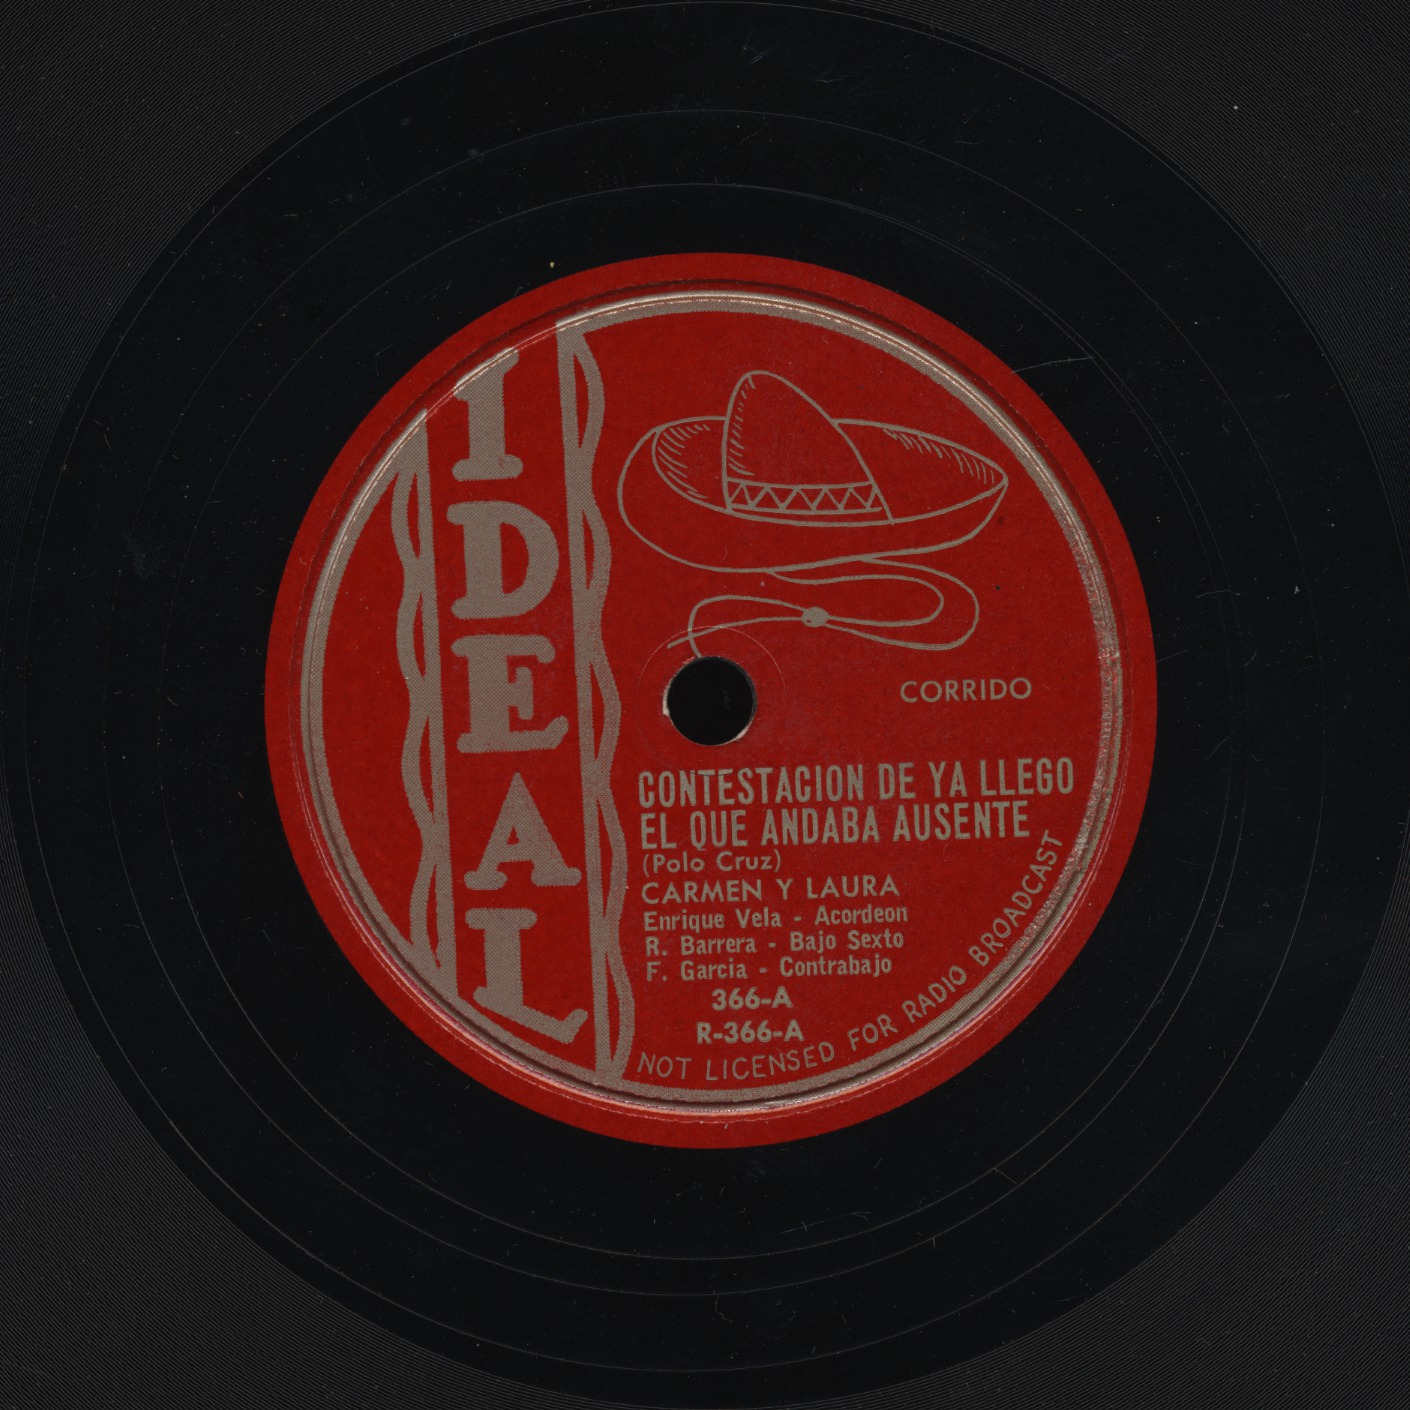 IDEAL
CORRIDO
CONTESTACION DE YA LLEGO
EL QUE ANDABA AUSENTE
(Polo Cruz)
CARMEN Y LAURA
Enrique Vela - Acordeon
R. Barrera - Bajo Sexto
F. Garcia - Contrabajo
366-A
R-366-A
NOT LICENSED FOR RADIO BROADCAST